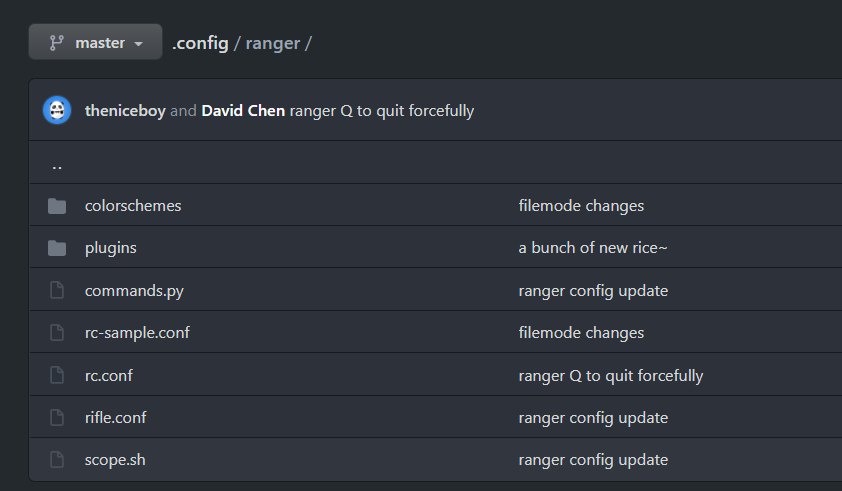 master .config / ranger /
theniceboy and David Chen ranger Q to quit forcefully
..
colorschemes filemode changes
plugins a bunch of new rice~
commands.py ranger config update
rc-sample.conf filemode changes
rc.conf ranger Q to quit forcefully
rifle.conf ranger config update
scope.sh ranger config update